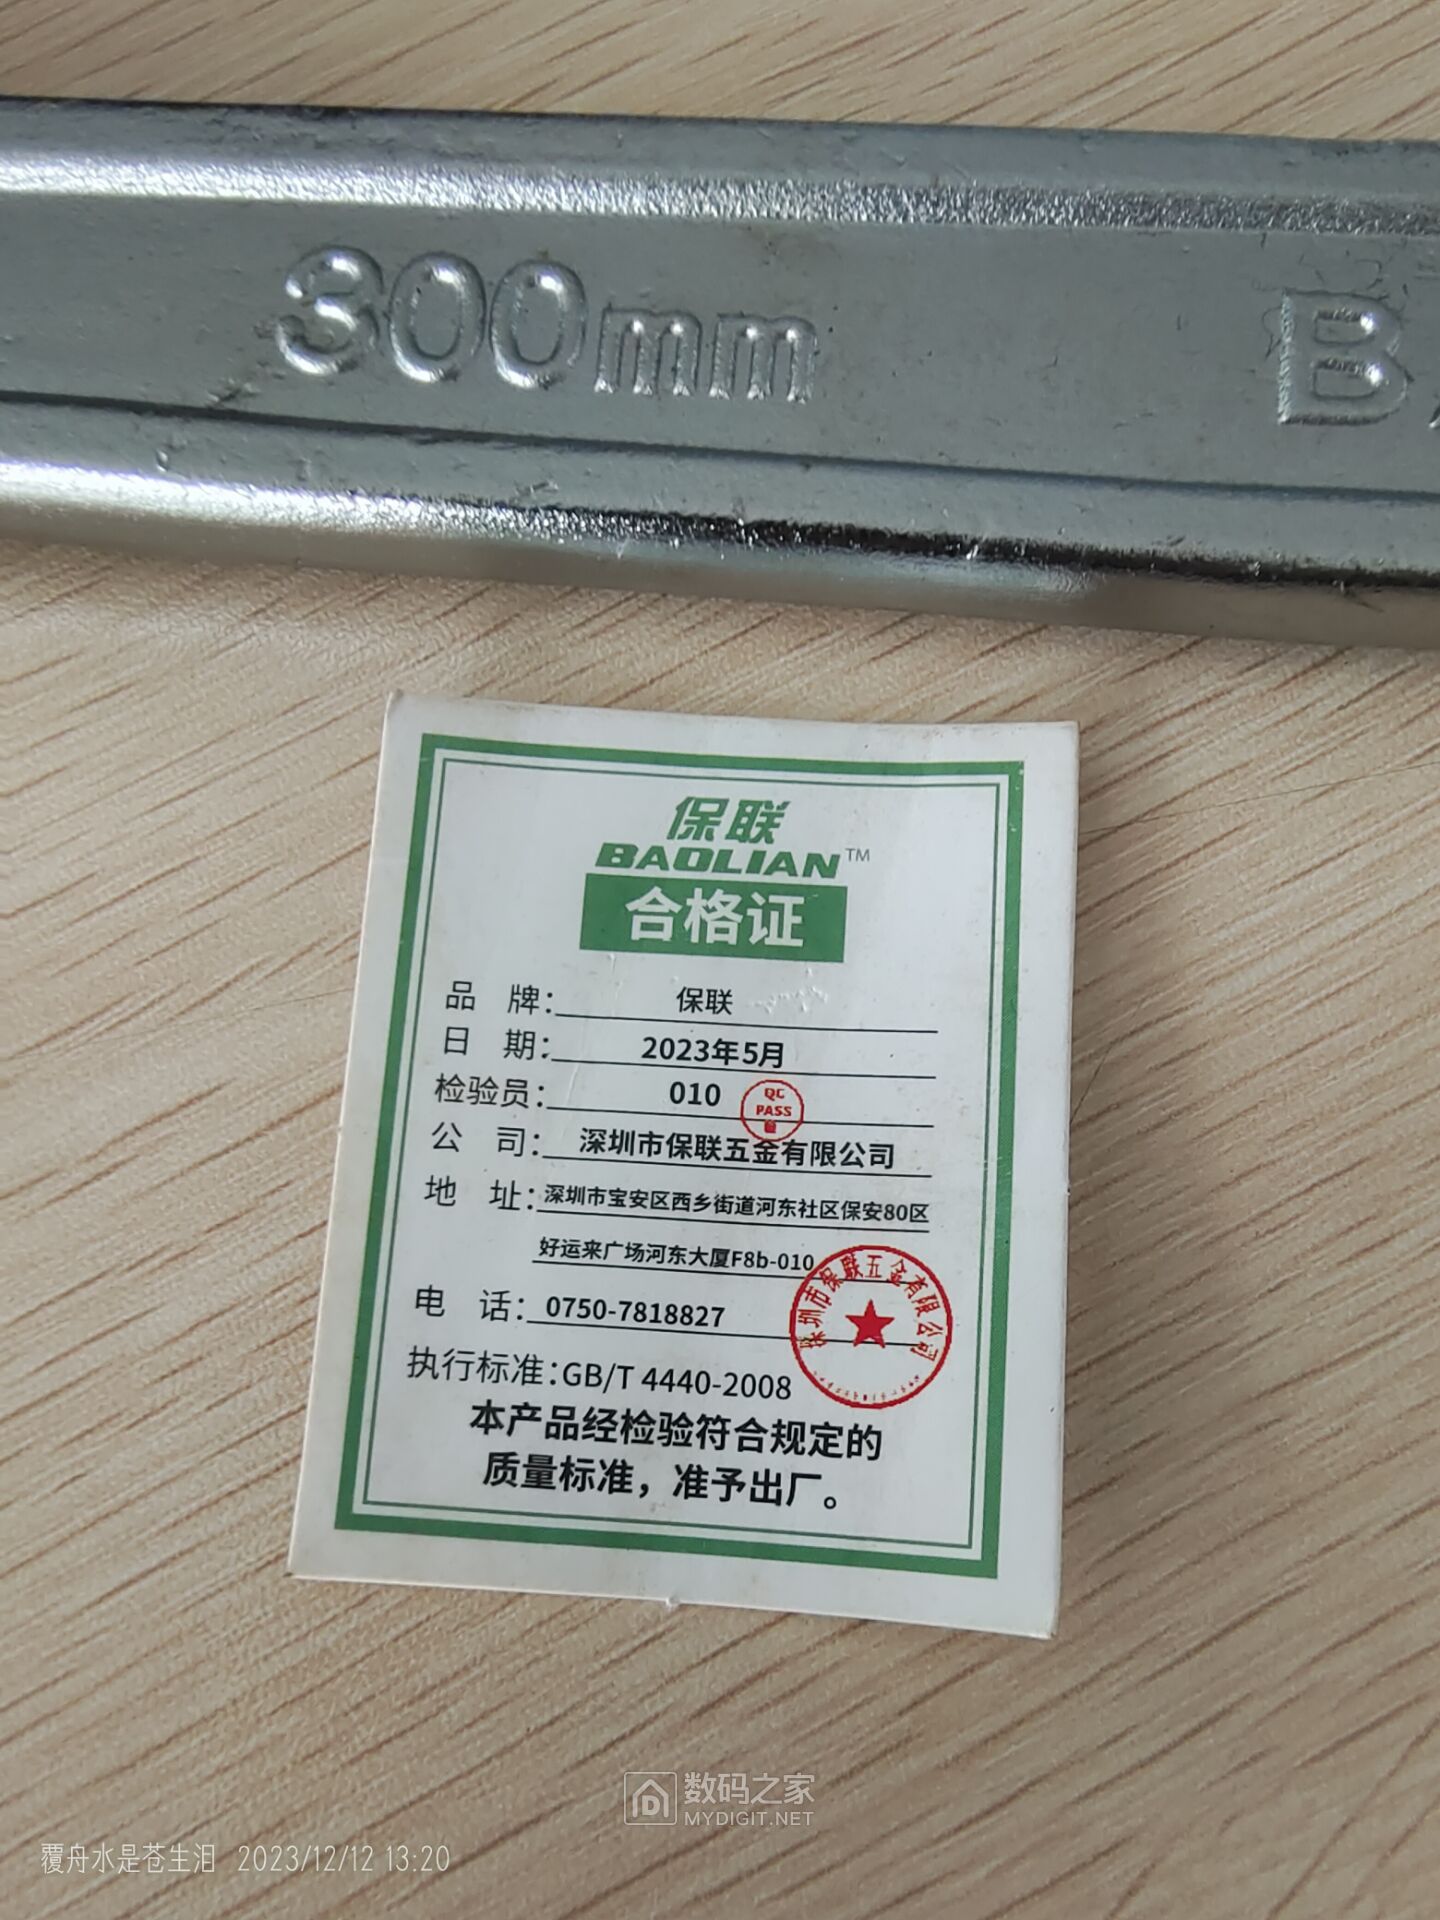 300mm
B
保联
BAOLIAN™
合格证
品 牌： 保联
日 期： 2023年5月
检验员： 010
QC
PASS
公 司： 深圳市保联五金有限公司
地 址： 深圳市宝安区西乡街道河东社区保安80区
好运来广场河东大厦F8b-010
深圳市保联五金有限公司
电 话： 0750-7818827
执行标准：GB/T 4440-2008
本产品经检验符合规定的
质量标准，准予出厂。
数码之家
MYDIGIT.NET
覆舟水是苍生泪 2023/12/12 13:20